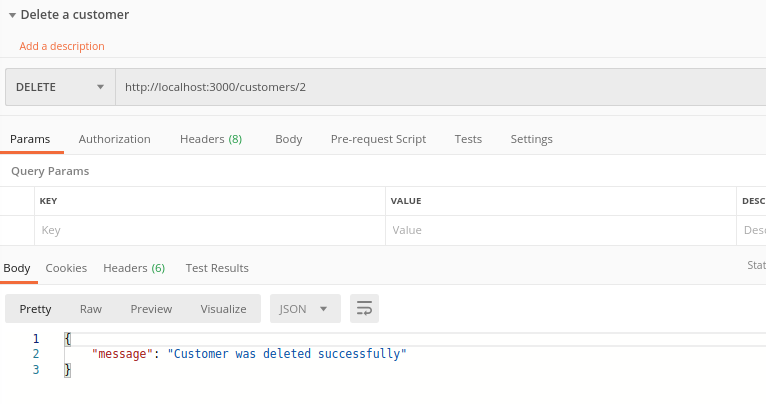 Delete a customer
Add a description
DELETE http://localhost:3000/customers/2
Params Authorization Headers (8) Body Pre-request Script Tests Settings
Query Params
KEY VALUE DESC
Key Value Desc
Body Cookies Headers (6) Test Results Stat
Pretty Raw Preview Visualize JSON
1 {
2 "message": "Customer was deleted successfully"
3 }